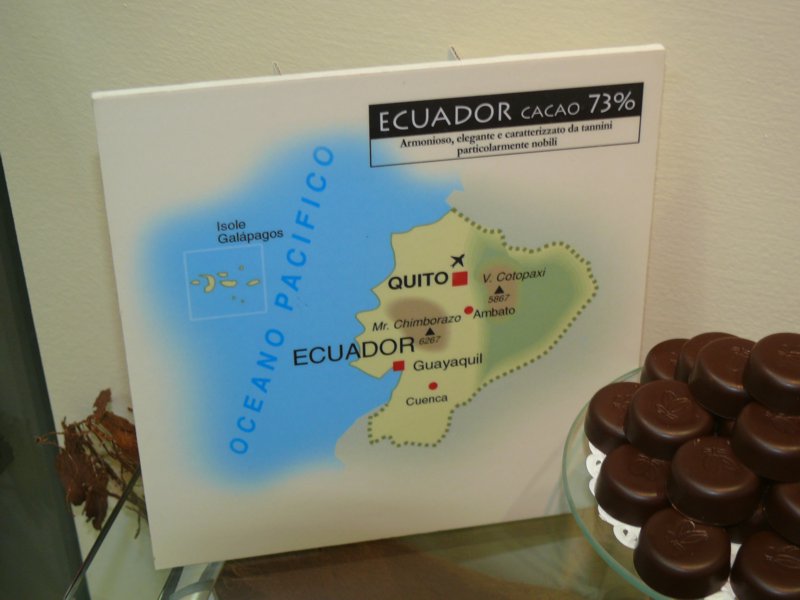 ECUADOR CACAO 73%
Armonioso, elegante e caratterizzato da tannini
particolarmente nobili
OCEANO PACIFICO
Isole
Galápagos
QUITO
V. Cotopaxi
5867
Ambato
Mr. Chimborazo
6267
ECUADOR
Guayaquil
Cuenca